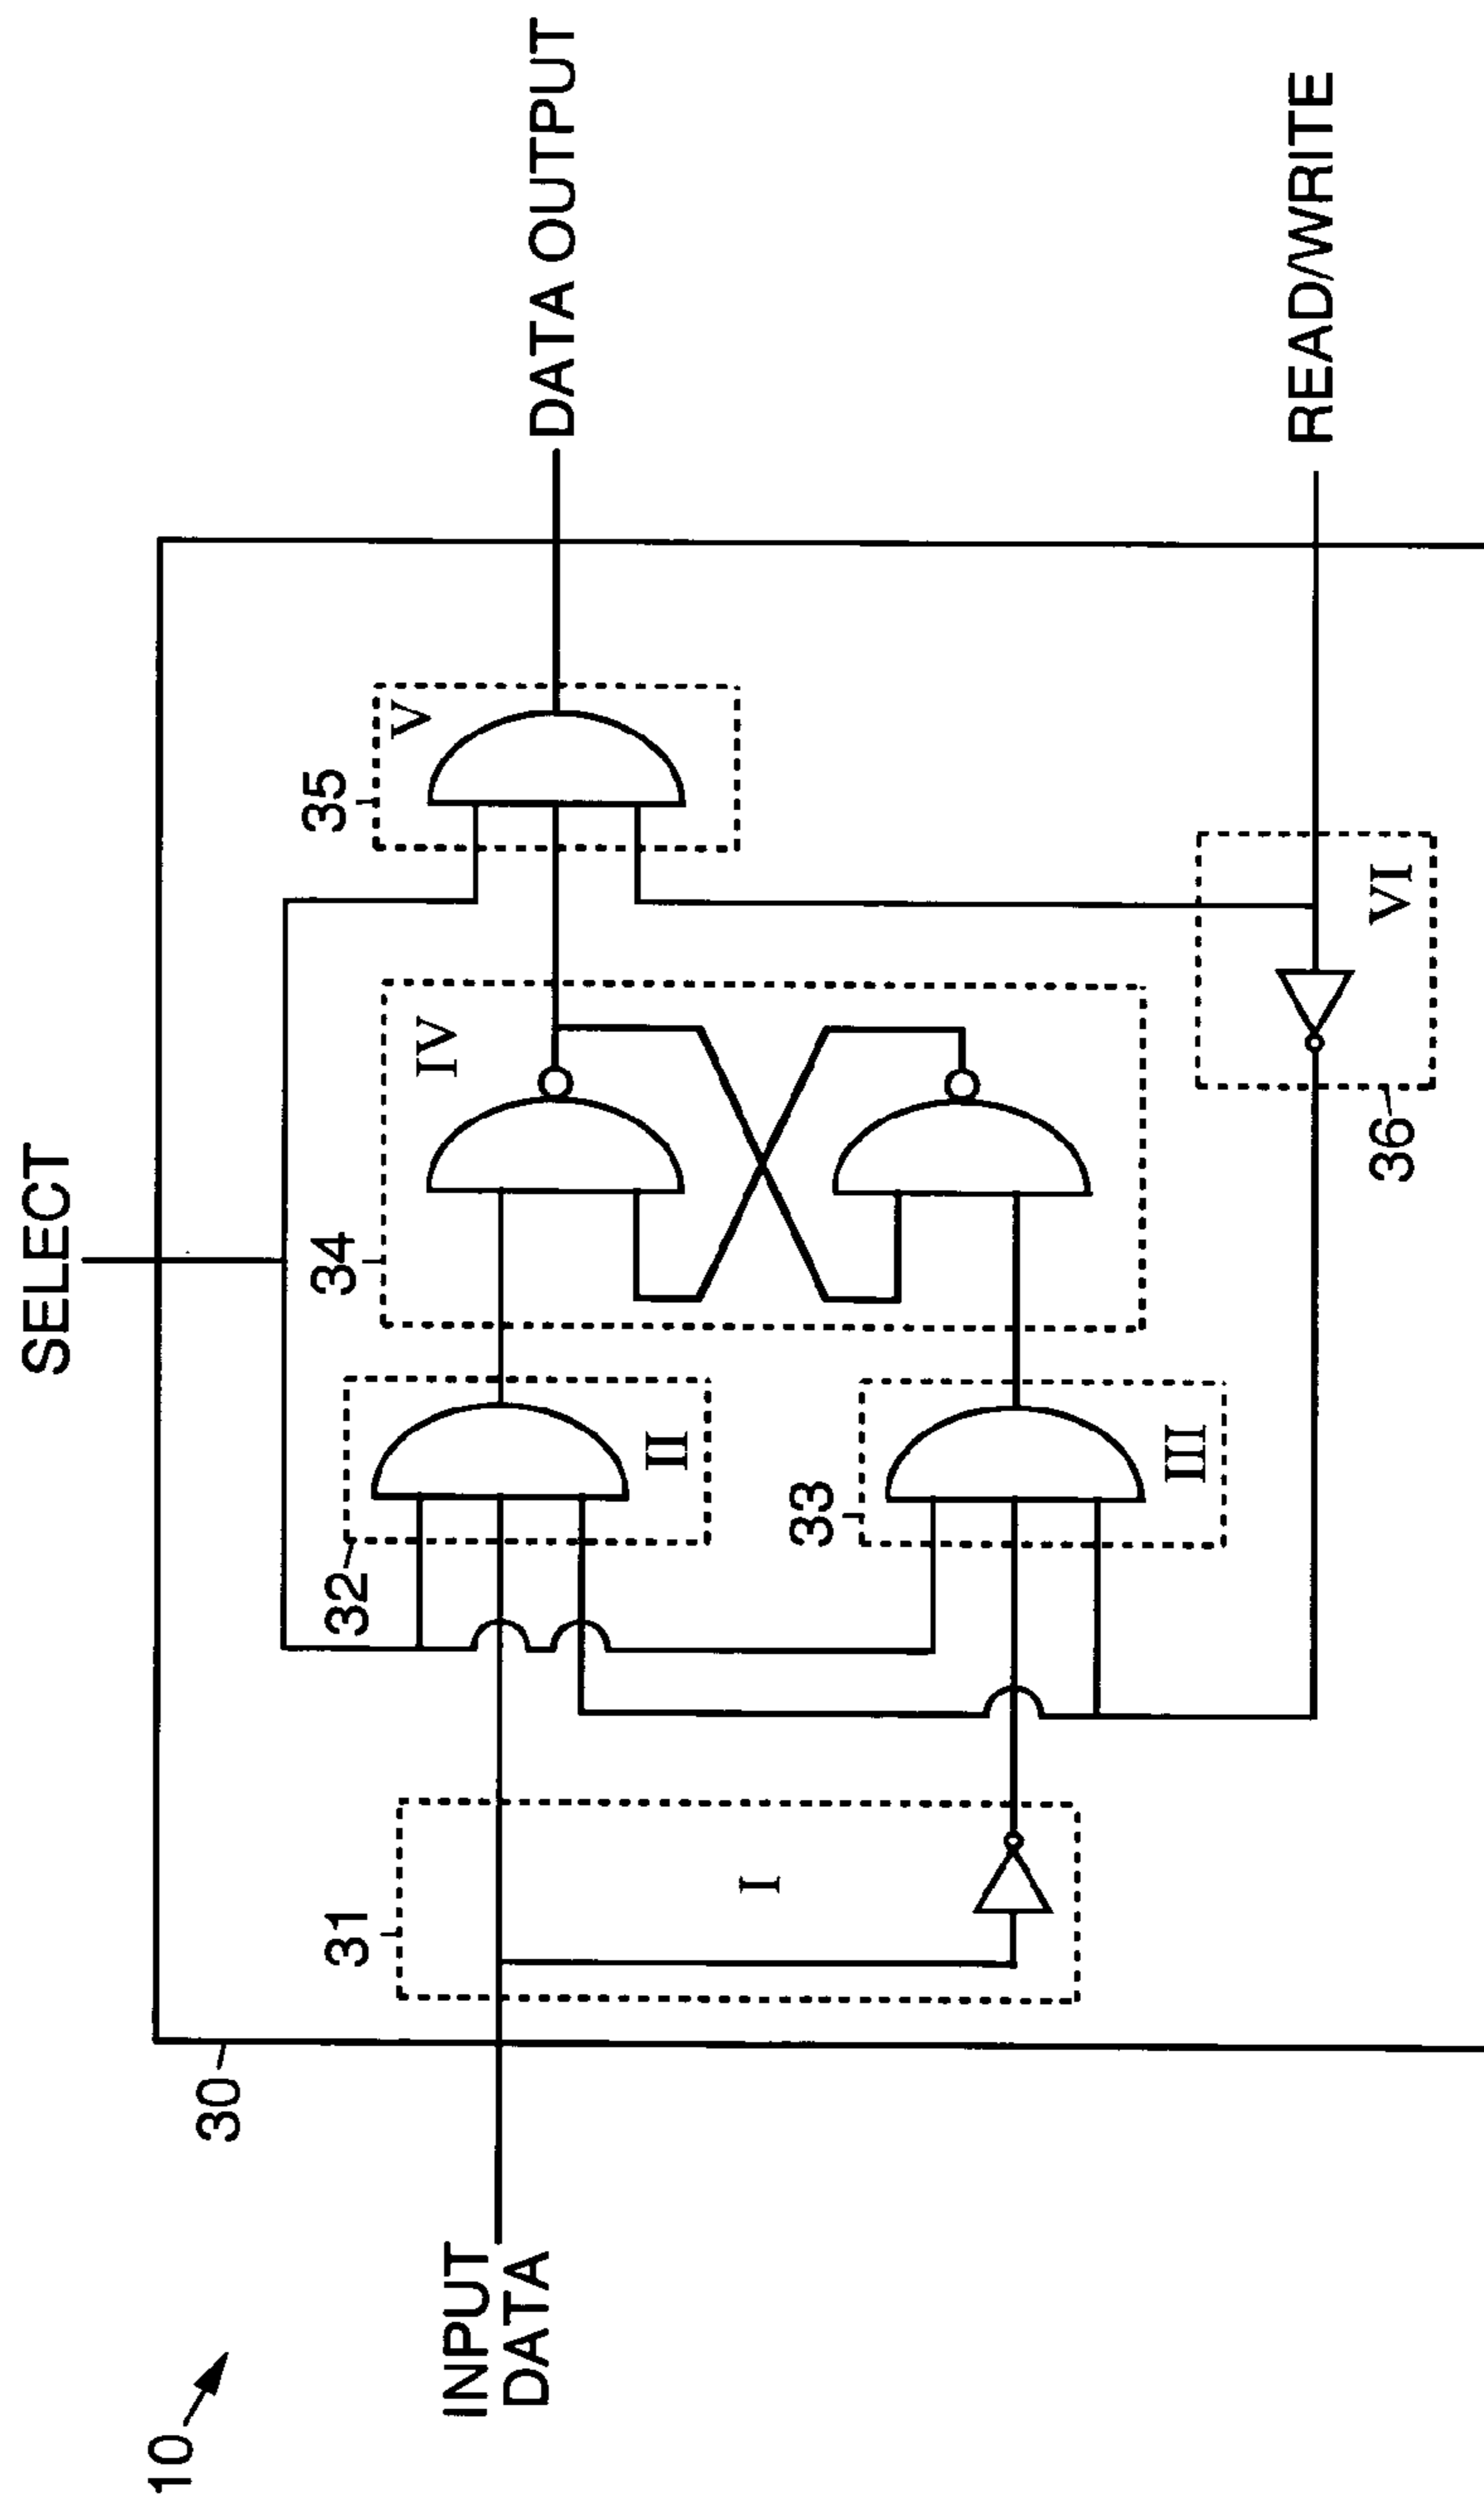 10
30
SELECT
INPUT
DATA
31
I
32
II
33
III
34
IV
35
V
36
VI
DATA OUTPUT
READ/WRITE